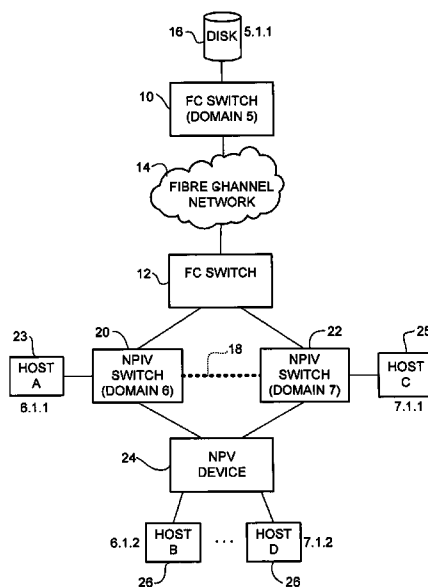 16
DISK
5.1.1
10
FC SWITCH
(DOMAIN 5)
14
FIBRE GHANNEL
NETWORK
12
FC SWITCH
23
20
22
25
HOST
A
NPIV
SWITCH
(DOMAIN 6)
18
NPIV
SWITCH
(DOMAIN 7)
HOST
C
6.1.1
7.1.1
24
NPV
DEVICE
6.1.2
HOST
B
...
HOST
D
7.1.2
26
26